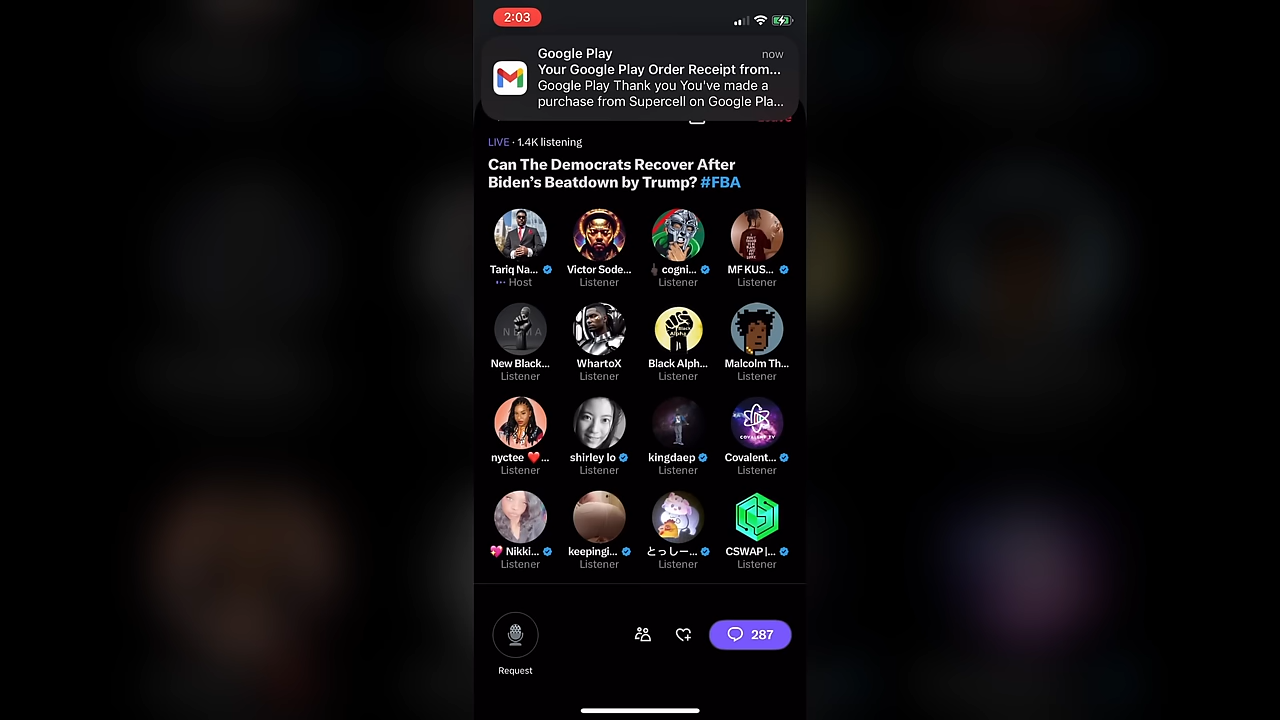 2:03
Google Play
now
Your Google Play Order Receipt from...
Google Play Thank you You've made a
purchase from Supercell on Google Pla...
LIVE · 1.4K listening
Can The Democrats Recover After
Biden's Beatdown by Trump? #FBA
Tariq Na... Victor Sode... cogni... MF KUS...
Host Listener Listener Listener
New Black... WhartoX Black Alph... Malcolm Th...
Listener Listener Listener Listener
nyctee ❤️... shirley lo kingdaep Covalent...
Listener Listener Listener Listener
💖 Nikki... keepingi... とっしー... CSWAP |...
Listener Listener Listener Listener
287
Request